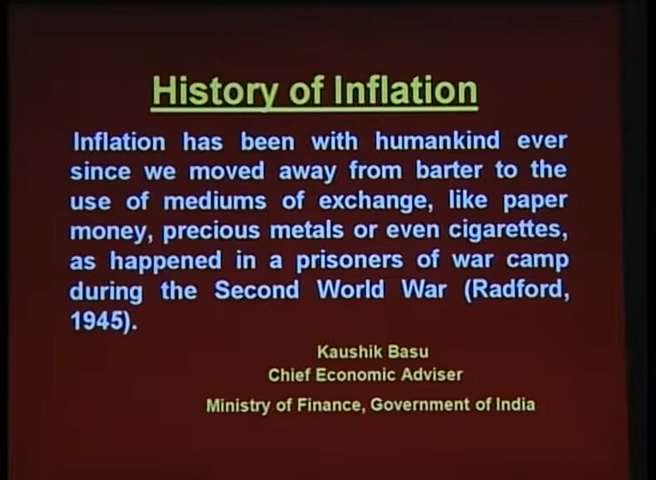 History of Inflation
Inflation has been with humankind ever
since we moved away from barter to the
use of mediums of exchange, like paper
money, precious metals or even cigarettes,
as happened in a prisoners of war camp
during the Second World War (Radford,
1945).
Kaushik Basu
Chief Economic Adviser
Ministry of Finance, Government of India